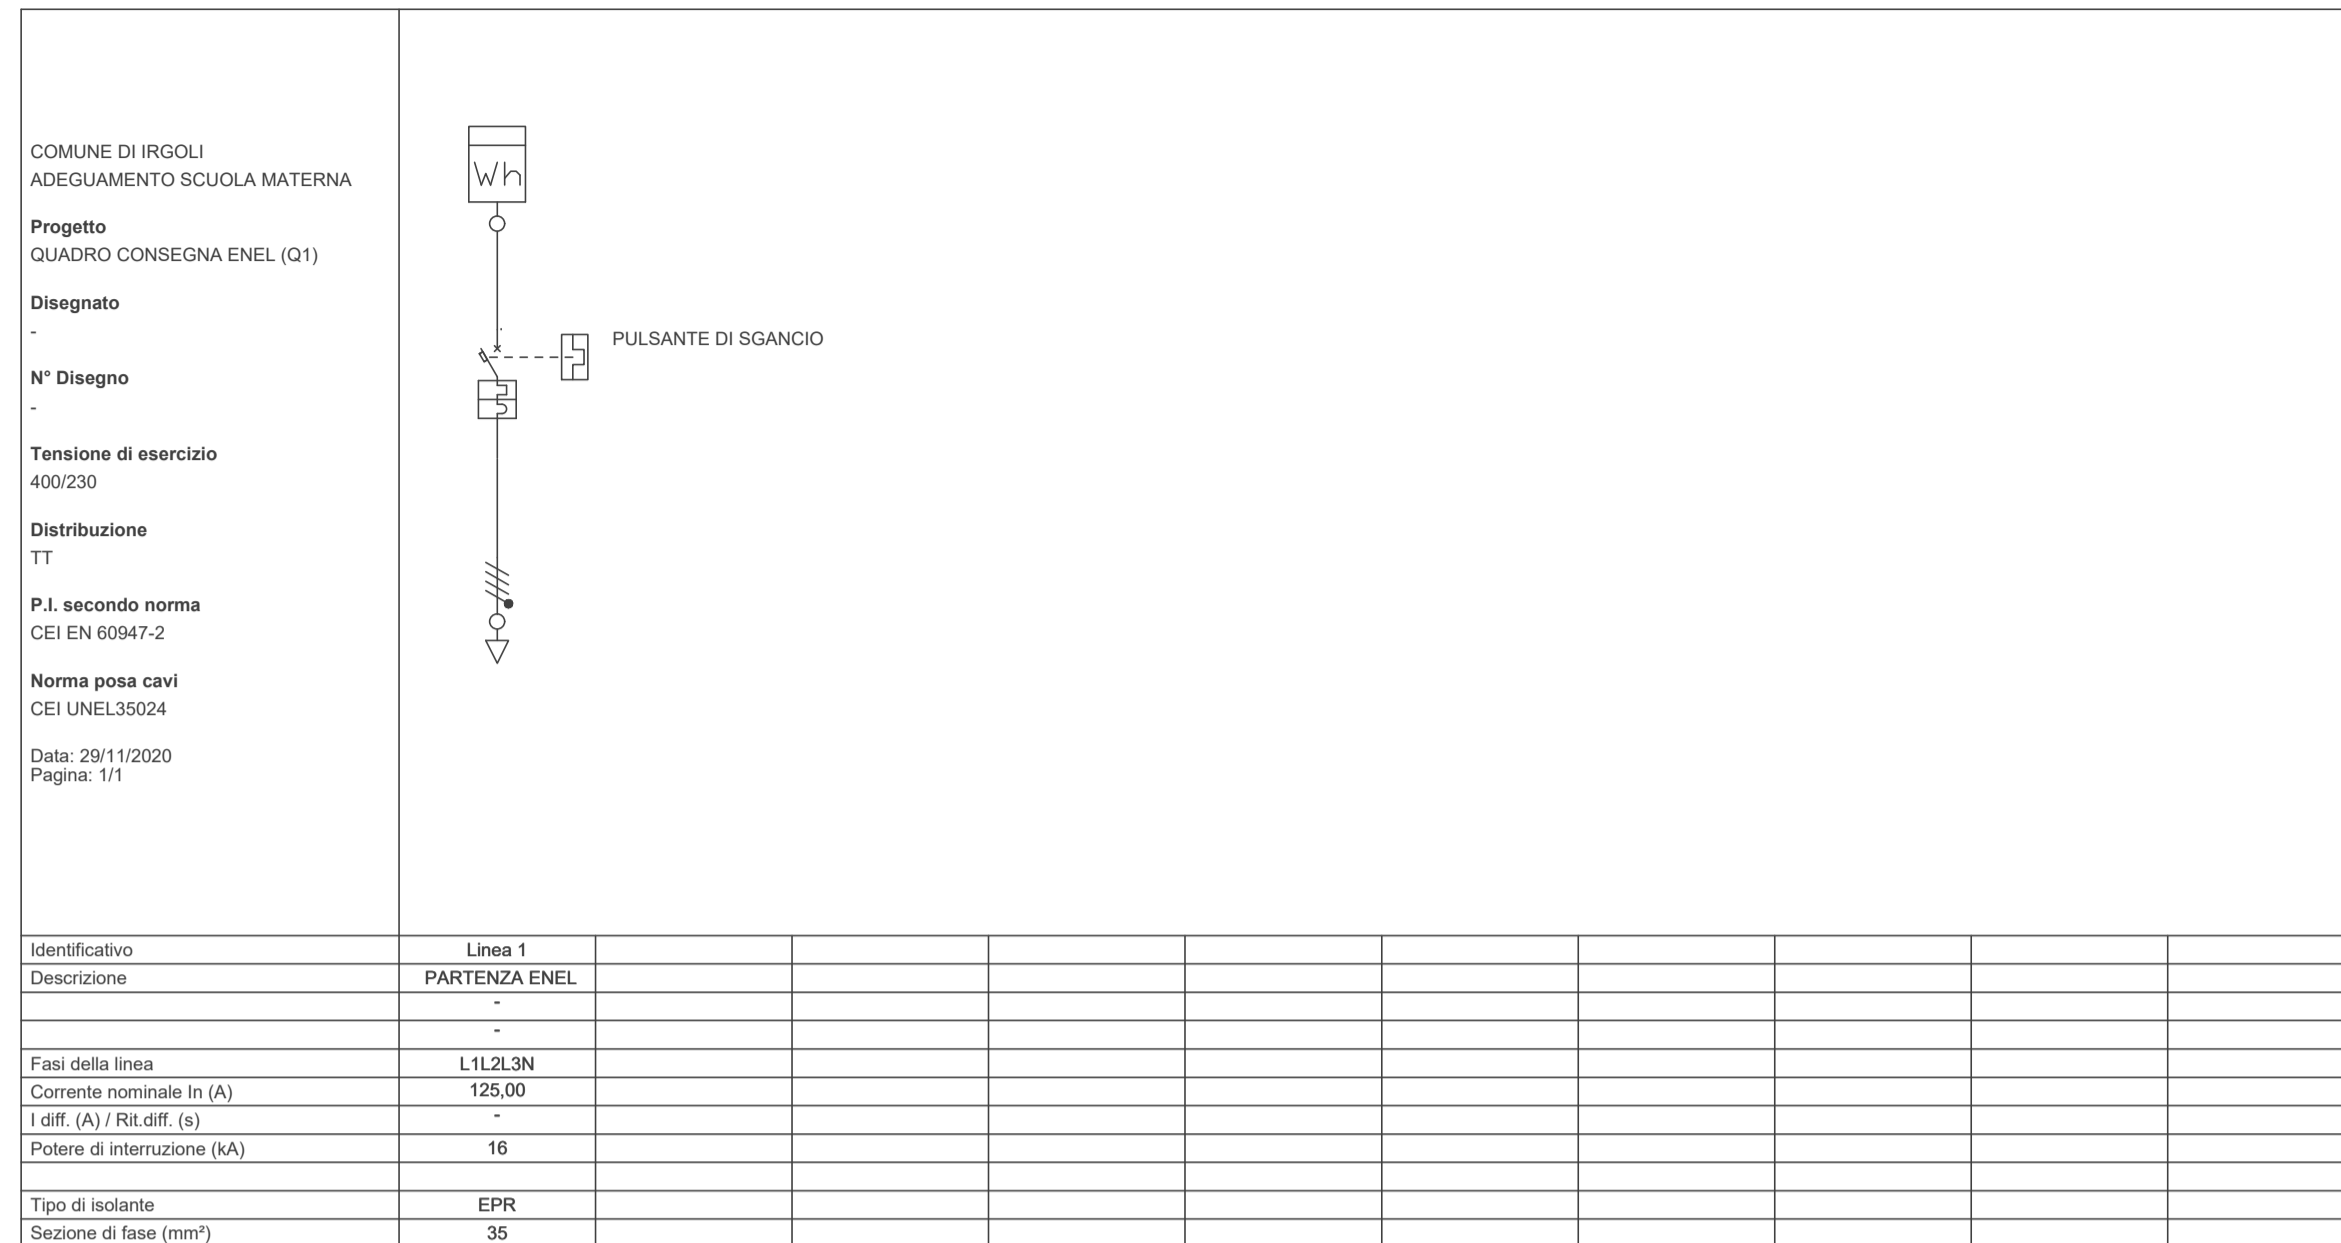 COMUNE DI IRGOLI
ADEGUAMENTO SCUOLA MATERNA
Progetto
QUADRO CONSEGNA ENEL (Q1)
Disegnato
-
N° Disegno
-
Tensione di esercizio
400/230
Distribuzione
TT
P.I. secondo norma
CEI EN 60947-2
Norma posa cavi
CEI UNEL35024
Data: 29/11/2020
Pagina: 1/1
Wh
PULSANTE DI SGANCIO
Identificativo Linea 1
Descrizione PARTENZA ENEL
-
-
Fasi della linea L1L2L3N
Corrente nominale In (A) 125,00
I diff. (A) / Rit.diff. (s) -
Potere di interruzione (kA) 16
Tipo di isolante EPR
Sezione di fase (mm²) 35